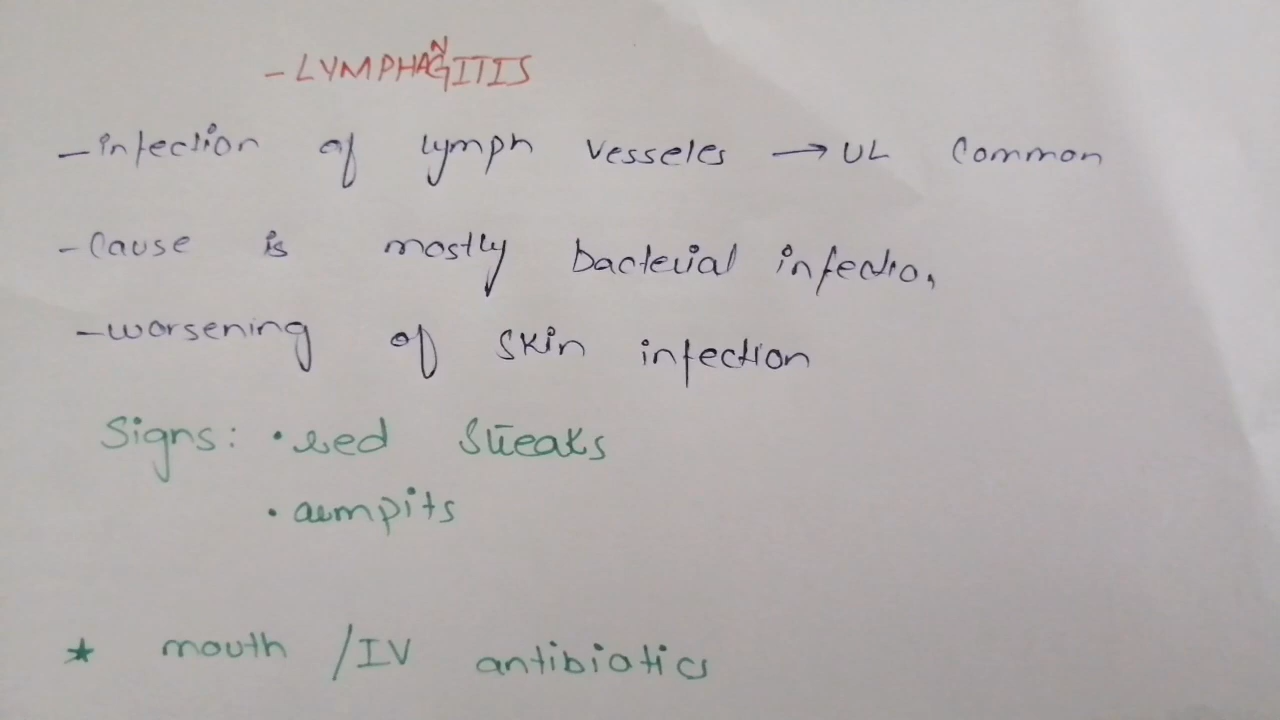 - LYMPHANGITIS
- infection of lymph vesseles → UL common
- Cause is mostly bacterial infection
- worsening of skin infection
Signs: • red streaks
• armpits
★ mouth / IV antibiotics